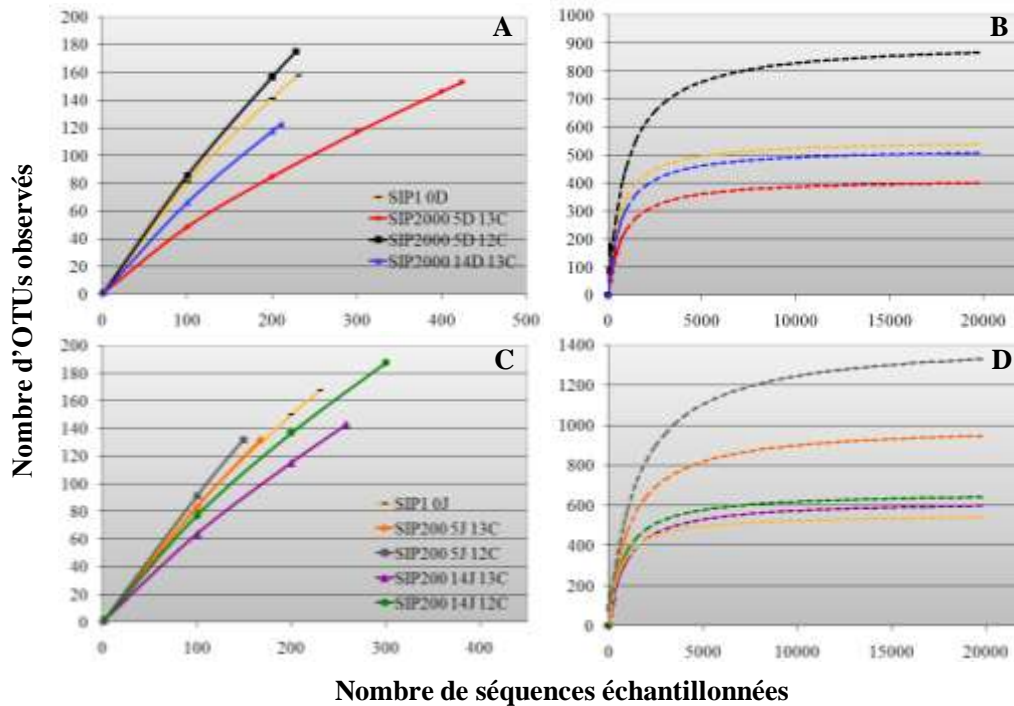 Nombre d'OTUs observés
A
200
180
160
140
120
100
80
60
40
20
0
0 100 200 300 400 500
SIP1 0D
SIP2000 5D 13C
SIP2000 5D 12C
SIP2000 14D 13C
B
1000
900
800
700
600
500
400
300
200
100
0
0 5000 10000 15000 20000
C
200
180
160
140
120
100
80
60
40
20
0
0 100 200 300 400
SIP1 0J
SIP200 5J 13C
SIP200 5J 12C
SIP200 14J 13C
SIP200 14J 12C
D
1400
1200
1000
800
600
400
200
0
0 5000 10000 15000 20000
Nombre de séquences échantillonnées